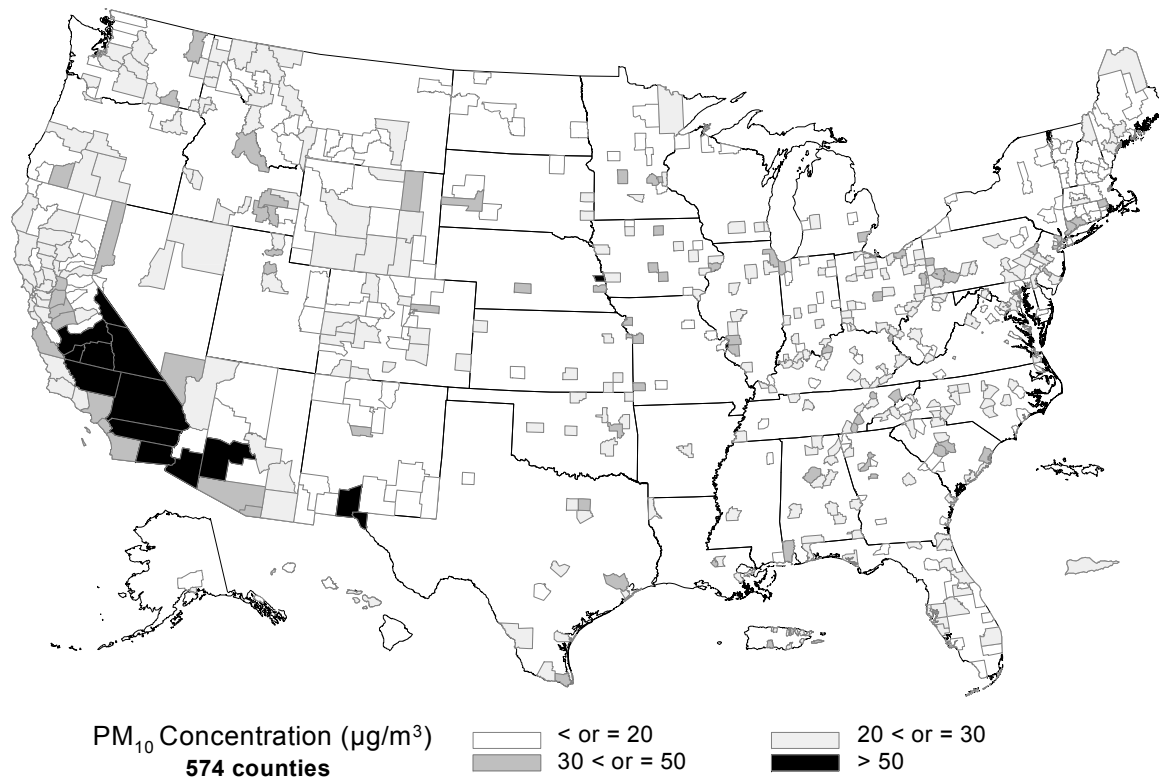 PM10 Concentration (µg/m³)
574 counties
< or = 20
30 < or = 50
20 < or = 30
> 50